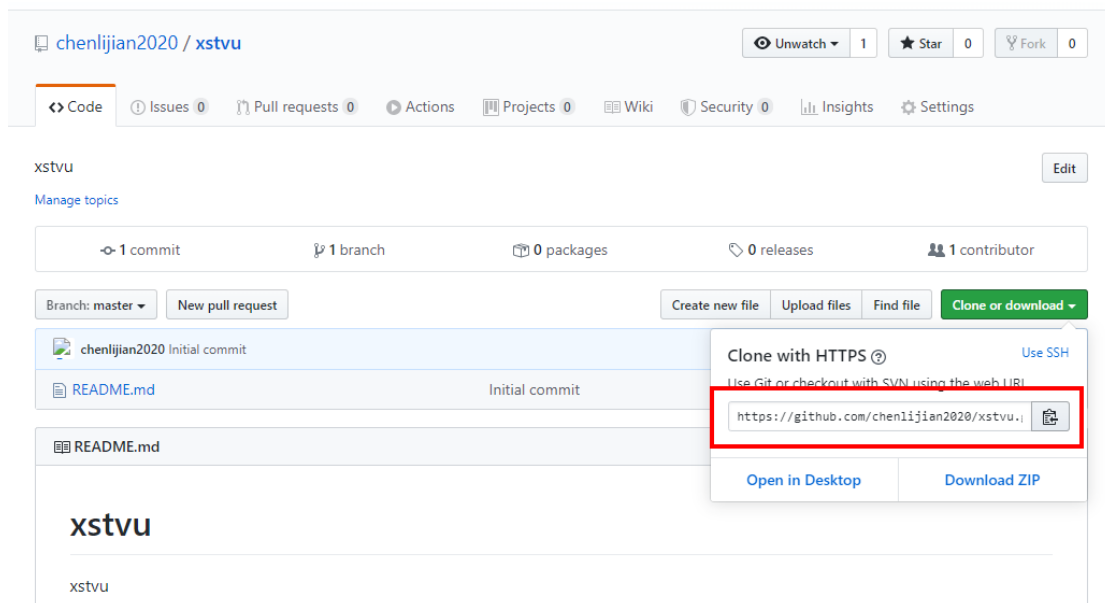 chenlijian2020 / xstvu
Unwatch 1 Star 0 Fork 0
Code Issues 0 Pull requests 0 Actions Projects 0 Wiki Security 0 Insights Settings
xstvu
Edit
Manage topics
1 commit 1 branch 0 packages 0 releases 1 contributor
Branch: master New pull request Create new file Upload files Find file Clone or download
chenlijian2020 Initial commit
Clone with HTTPS Use SSH
Use Git or checkout with SVN using the web URL
README.md Initial commit
https://github.com/chenlijian2020/xstvu.
README.md
Open in Desktop Download ZIP
xstvu
xstvu